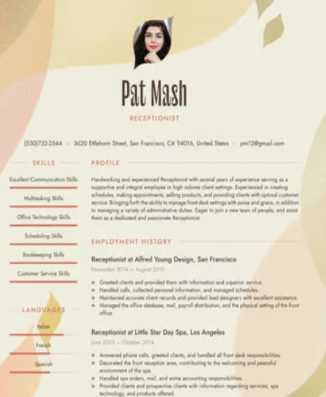 Pat Mash
RECEPTIONIST
(530)732-2544 3620 Ettlehorn Street, San Francisco, CA 94016, United States pm12@gmail.com
SKILLS
Excellent Communication Skills
Multitasking Skills
Office Technology Skills
Scheduling Skills
Bookkeeping Skills
Customer Service Skills
LANGUAGES
Italian
French
Spanish
PROFILE
Hardworking and experienced Receptionist with several years of experience serving as a
supportive and integral employee in high volume client settings. Experienced in creating
schedules, making appointments, selling products, and providing clients with optimal customer
service. Bringing forth the ability to manage front desk settings with poise and grace, in addition
to managing a variety of administrative duties. Eager to join a new team of people, and assist
them as a dedicated and passionate Receptionist.
EMPLOYMENT HISTORY
Receptionist at Alfred Young Design, San Francisco
November 2014 — August 2019
Greeted clients and provided them with information and superior service.
Handled calls, collected personal information, and managed schedules.
Maintained accurate client records and provided lead designers with excellent assistance.
Managed the office database, mail, payroll distribution, and the physical setting of the front
office.
Receptionist at Little Star Day Spa, Los Angeles
June 2010 — October 2014
Answered phone calls, greeted clients, and handled all front desk responsibilities.
Decorated the front reception area, contributing to the welcoming and peaceful
environment of the spa.
Handled spa orders, mail, and some accounting responsibilities.
Provided clients and prospective clients with information regarding services, spa
technology, and products offered.